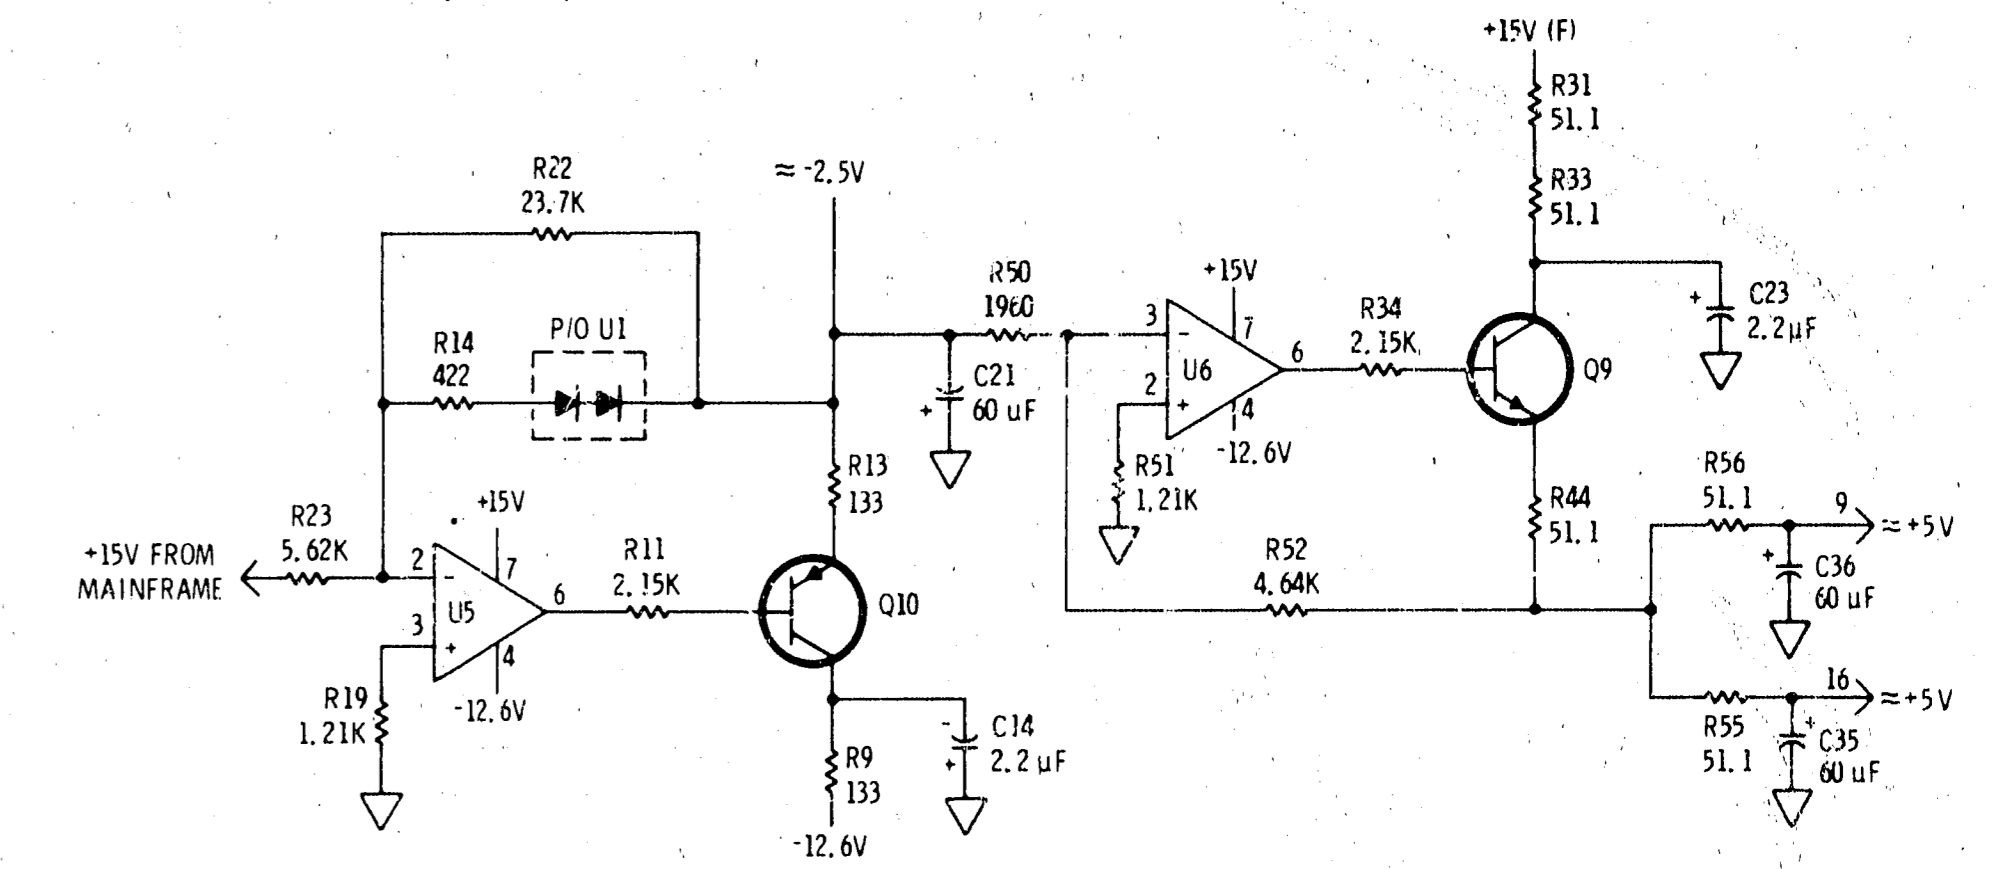 +15V (F)
R31
51.1
R33
51.1
R22
23.7K
≈ -2.5V
R50
1960
+15V
3
-
7
U6
2
+
4
-12.6V
6
R34
2.15K
Q9
+
C23
2.2µF
P/O U1
R14
422
C21
+
60 uF
R51
1.21K
R13
133
R44
51.1
R56
51.1
9
≈ +5V
+
C36
60 uF
R52
4.64K
+15V FROM
MAINFRAME
R23
5.62K
+15V
2
-
7
U5
3
+
4
-12.6V
6
R11
2.15K
Q10
R19
1.21K
-
C14
+
2.2 µF
R9
133
-12.6V
16
≈ +5V
R55
51.1
+
C35
60 uF